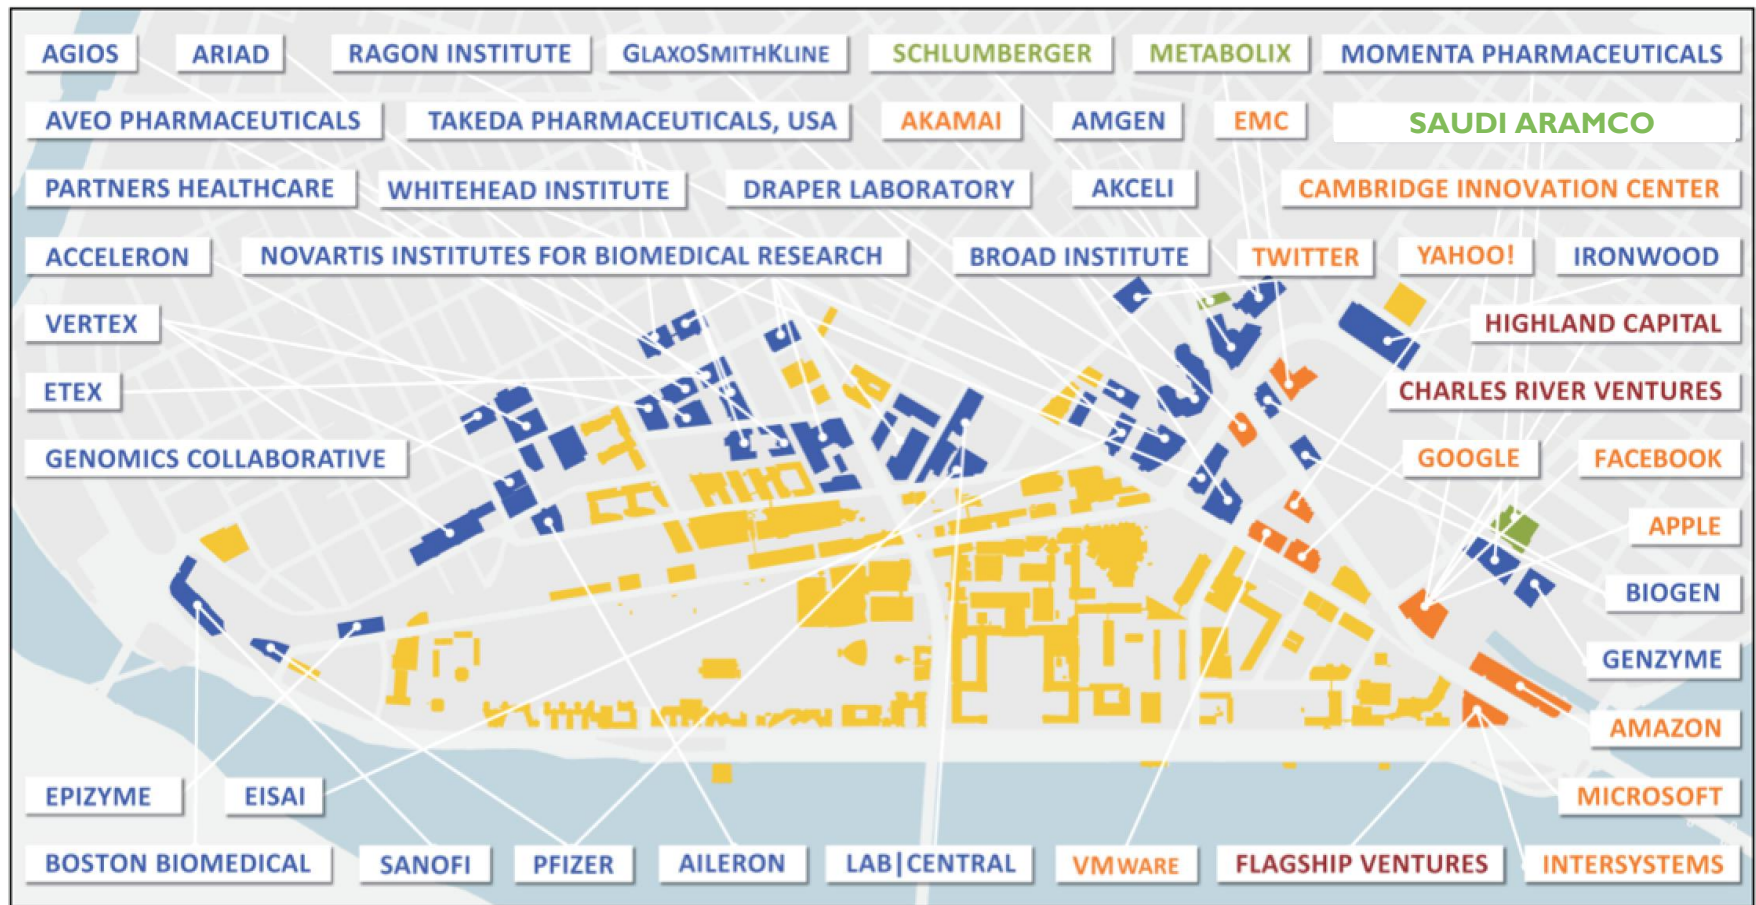 AGIOS
ARIAD
RAGON INSTITUTE
GLAXOSMITHKLINE
SCHLUMBERGER
METABOLIX
MOMENTA PHARMACEUTICALS
AVEO PHARMACEUTICALS
TAKEDA PHARMACEUTICALS, USA
AKAMAI
AMGEN
EMC
SAUDI ARAMCO
PARTNERS HEALTHCARE
WHITEHEAD INSTITUTE
DRAPER LABORATORY
AKCELI
CAMBRIDGE INNOVATION CENTER
ACCELERON
NOVARTIS INSTITUTES FOR BIOMEDICAL RESEARCH
BROAD INSTITUTE
TWITTER
YAHOO!
IRONWOOD
VERTEX
HIGHLAND CAPITAL
ETEX
CHARLES RIVER VENTURES
GENOMICS COLLABORATIVE
GOOGLE
FACEBOOK
APPLE
BIOGEN
GENZYME
AMAZON
EPIZYME
EISAI
MICROSOFT
BOSTON BIOMEDICAL
SANOFI
PFIZER
AILERON
LAB|CENTRAL
VMWARE
FLAGSHIP VENTURES
INTERSYSTEMS